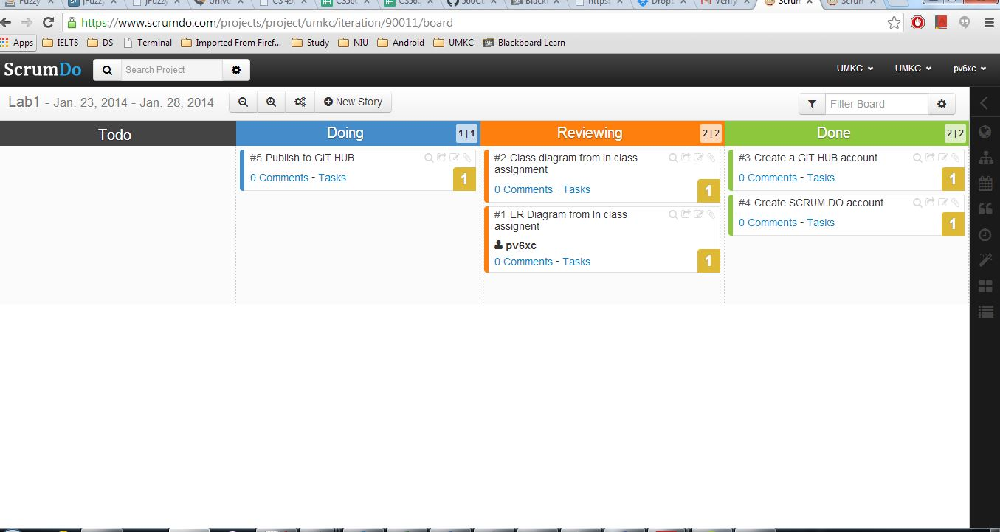 Fuzzy
jFuzzy
jFuzzy
Unive
CS 49
CS56
CS560
Blackb
https:
Dropb
Verify
Scrum
Scrum
https://www.scrumdo.com/projects/project/umkc/iteration/90011/board
Apps IELTS DS Terminal Imported From Firef... Study NIU Android UMKC Bb Blackboard Learn
ScrumDo Search Project UMKC UMKC pv6xc
Lab1 - Jan. 23, 2014 - Jan. 28, 2014 New Story Filter Board
Todo
Doing 1 | 1
#5 Publish to GIT HUB
0 Comments - Tasks
1
Reviewing 2 | 2
#2 Class diagram from In class
assignment
0 Comments - Tasks
1
#1 ER Diagram from In class
assignent
pv6xc
0 Comments - Tasks
1
Done 2 | 2
#3 Create a GIT HUB account
0 Comments - Tasks
1
#4 Create SCRUM DO account
0 Comments - Tasks
1